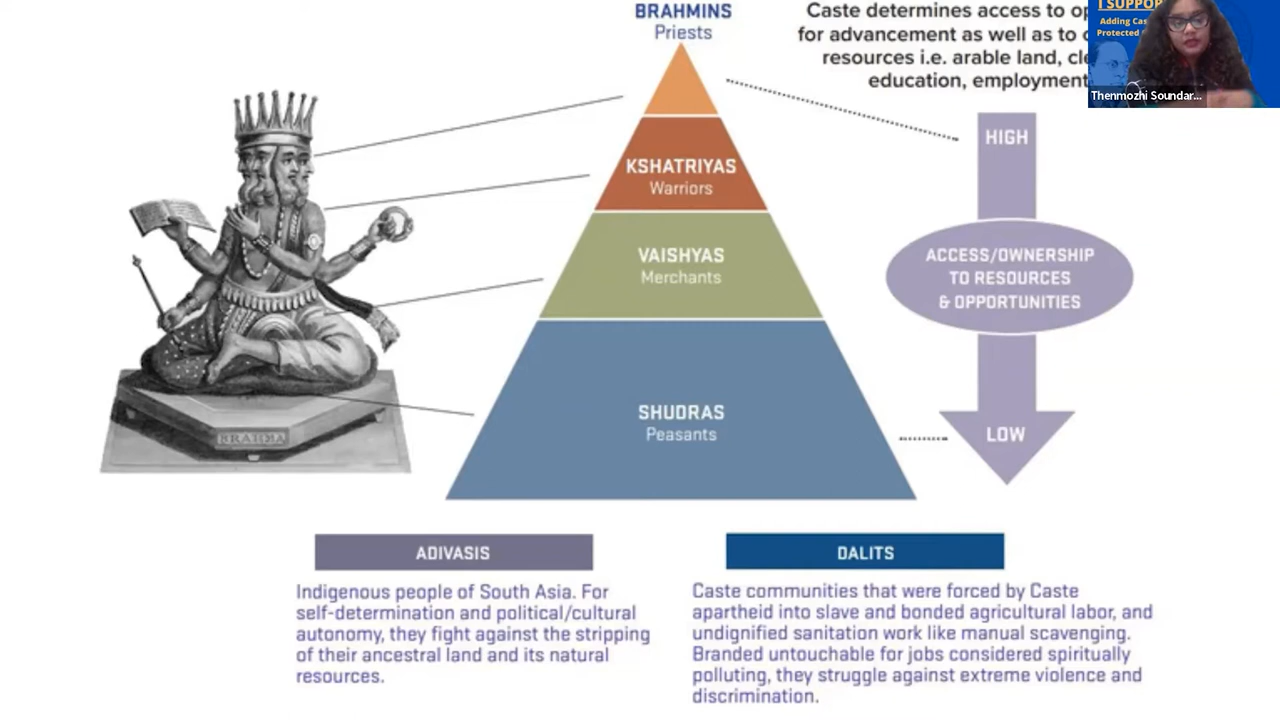 BRAHMINS
Priests
Caste determines access to
for advancement as well as to
resources i.e. arable land,
education, employment
I SUPPOR
Adding
Protected
Thenmozhi Soundar...
HIGH
KSHATRIYAS
Warriors
VAISHYAS
Merchants
ACCESS/OWNERSHIP
TO RESOURCES
& OPPORTUNITIES
SHUDRAS
Peasants
LOW
BRAHMA
ADIVASIS
Indigenous people of South Asia. For
self-determination and political/cultural
autonomy, they fight against the stripping
of their ancestral land and its natural
resources.
DALITS
Caste communities that were forced by Caste
apartheid into slave and bonded agricultural labor, and
undignified sanitation work like manual scavenging.
Branded untouchable for jobs considered spiritually
polluting, they struggle against extreme violence and
discrimination.